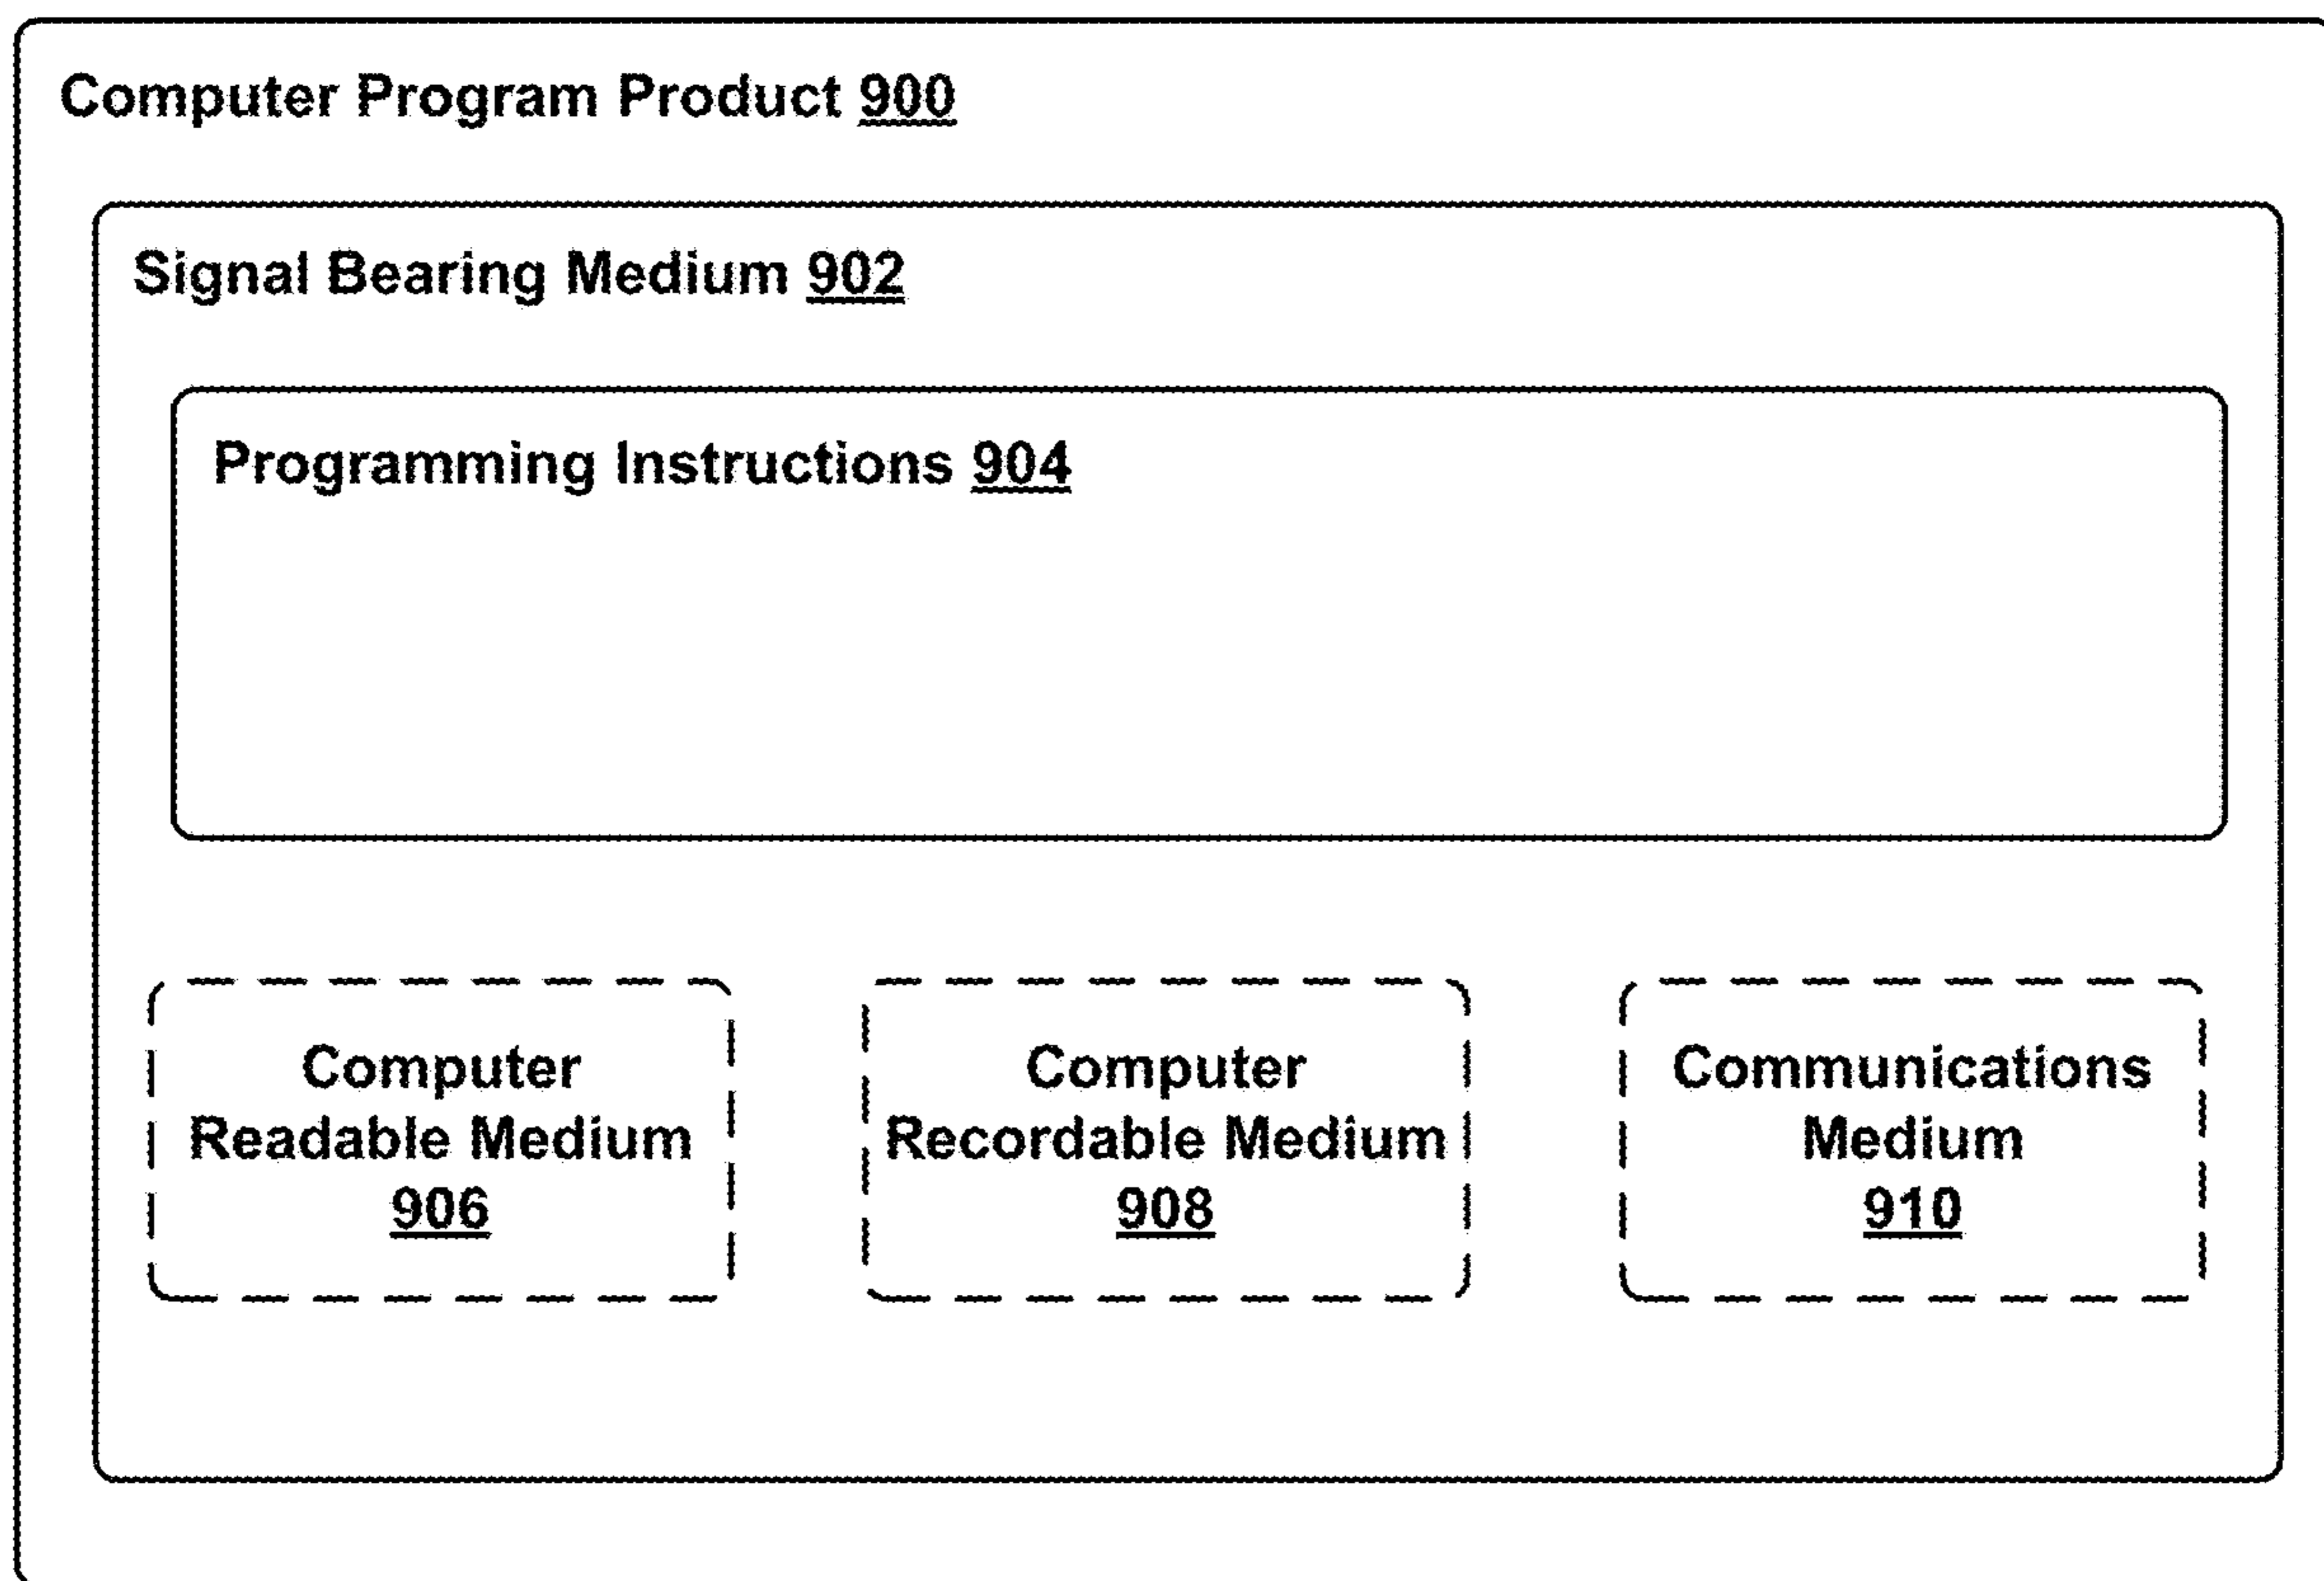 Computer Program Product 900
Signal Bearing Medium 902
Programming Instructions 904
Computer
Readable Medium
906
Computer
Recordable Medium
908
Communications
Medium
910